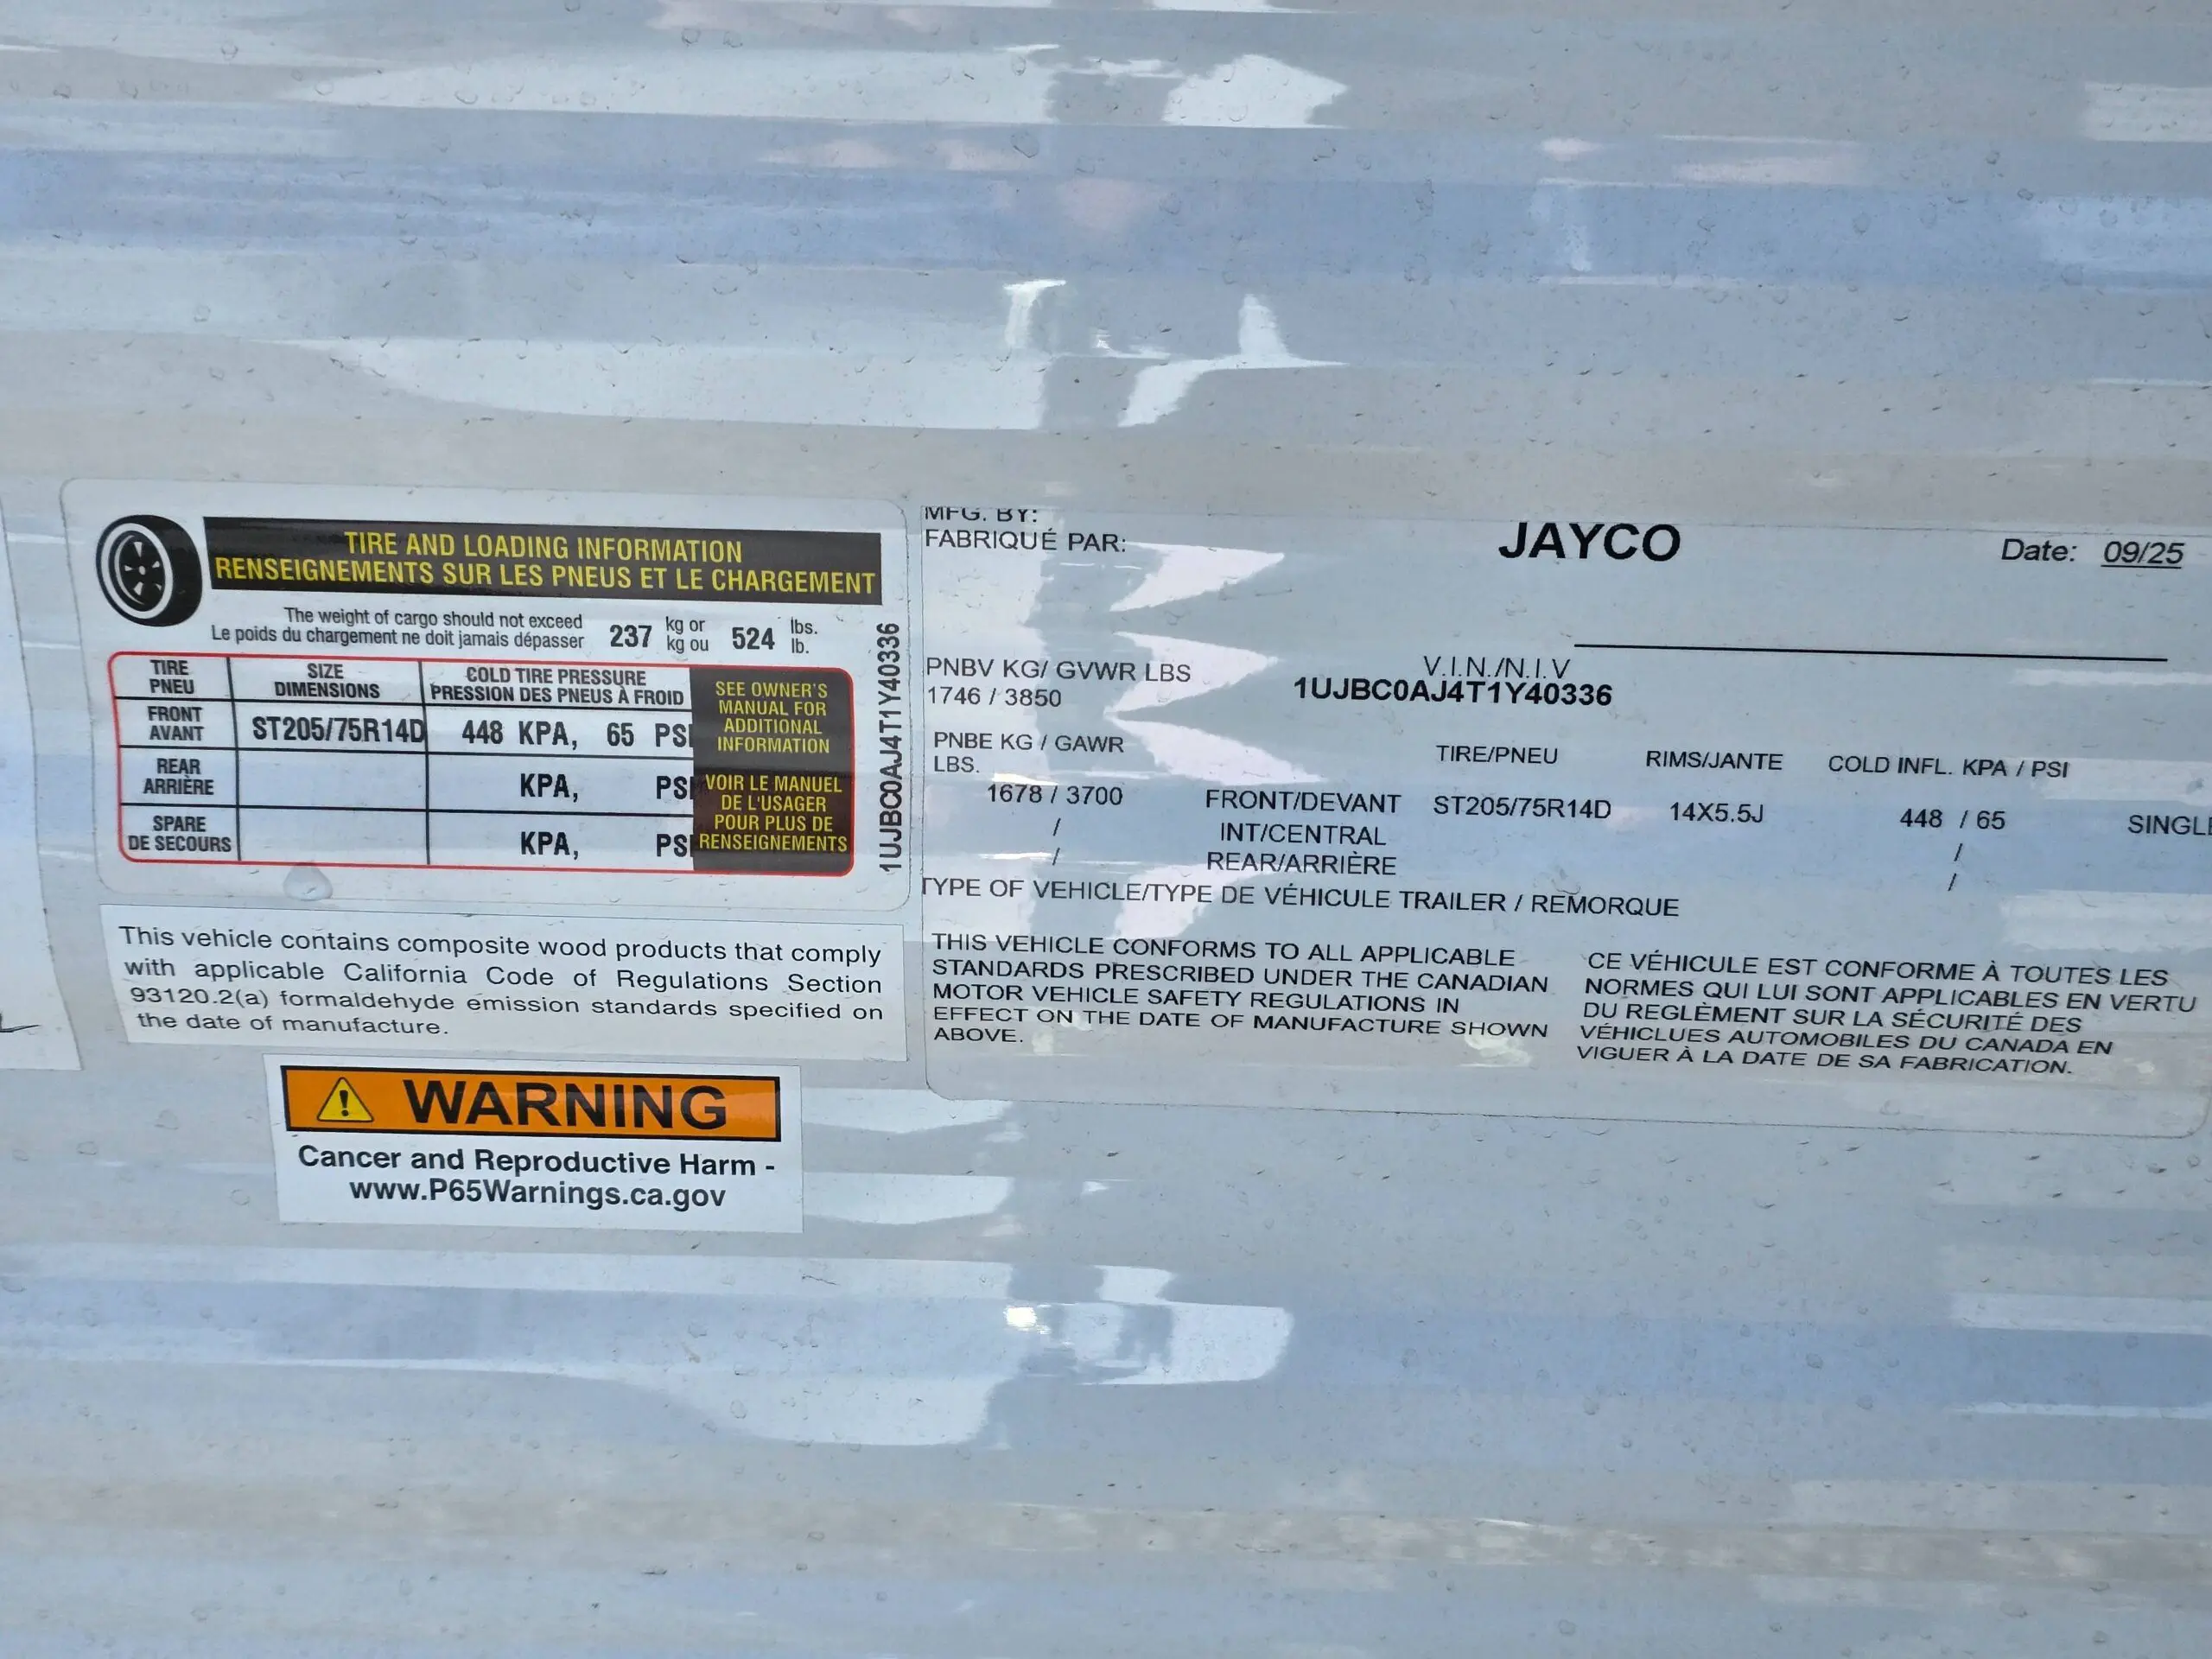 TIRE AND LOADING INFORMATION
RENSEIGNEMENTS SUR LES PNEUS ET LE CHARGEMENT
The weight of cargo should not exceed 237 kg or 524 lbs.
Le poids du chargement ne doit jamais dépasser kg ou lb.
TIRE SIZE COLD TIRE PRESSURE
PNEU DIMENSIONS PRESSION DES PNEUS À FROID
FRONT
AVANT ST205/75R14D 448 KPA, 65 PSI
REAR
ARRIÈRE KPA, PSI
SPARE
DE SECOURS KPA, PSI
SEE OWNER'S
MANUAL FOR
ADDITIONAL
INFORMATION
VOIR LE MANUEL
DE L'USAGER
POUR PLUS DE
RENSEIGNEMENTS
1UJBC0AJ4T1Y40336
This vehicle contains composite wood products that comply
with applicable California Code of Regulations Section
93120.2(a) formaldehyde emission standards specified on
the date of manufacture.
WARNING
Cancer and Reproductive Harm -
www.P65Warnings.ca.gov
MFG. BY:
FABRIQUÉ PAR: JAYCO Date: 09/25
PNBV KG/ GVWR LBS V.I.N./N.I.V
1746 / 3850 1UJBC0AJ4T1Y40336
PNBE KG / GAWR
LBS. TIRE/PNEU RIMS/JANTE COLD INFL. KPA / PSI
1678 / 3700 FRONT/DEVANT ST205/75R14D 14X5.5J 448 / 65 SINGLE
/ INT/CENTRAL /
/ REAR/ARRIÈRE /
TYPE OF VEHICLE/TYPE DE VÉHICULE TRAILER / REMORQUE
THIS VEHICLE CONFORMS TO ALL APPLICABLE
STANDARDS PRESCRIBED UNDER THE CANADIAN
MOTOR VEHICLE SAFETY REGULATIONS IN
EFFECT ON THE DATE OF MANUFACTURE SHOWN
ABOVE.
CE VÉHICULE EST CONFORME À TOUTES LES
NORMES QUI LUI SONT APPLICABLES EN VERTU
DU REGLÈMENT SUR LA SÉCURITÉ DES
VÉHICLUES AUTOMOBILES DU CANADA EN
VIGUER À LA DATE DE SA FABRICATION.